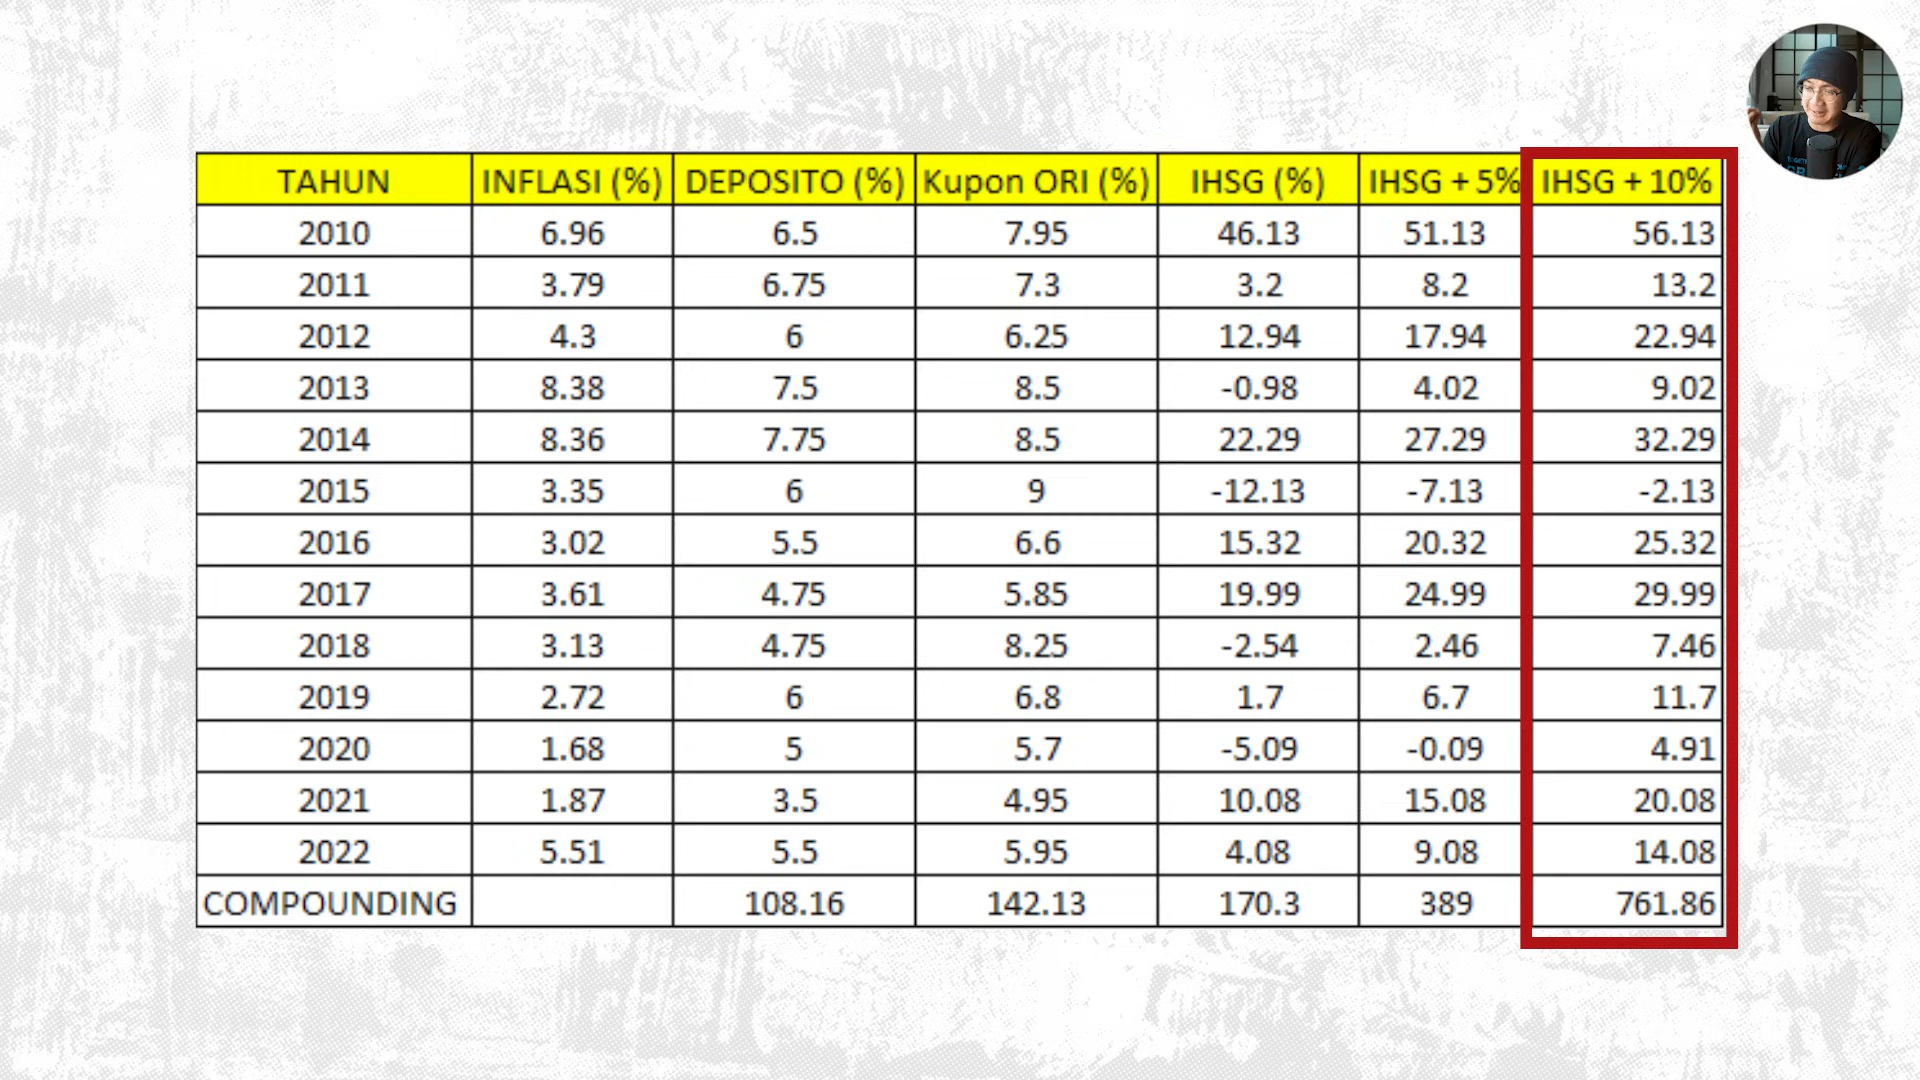 TAHUN INFLASI (%) DEPOSITO (%) Kupon ORI (%) IHSG (%) IHSG + 5% IHSG + 10%
2010 6.96 6.5 7.95 46.13 51.13 56.13
2011 3.79 6.75 7.3 3.2 8.2 13.2
2012 4.3 6 6.25 12.94 17.94 22.94
2013 8.38 7.5 8.5 -0.98 4.02 9.02
2014 8.36 7.75 8.5 22.29 27.29 32.29
2015 3.35 6 9 -12.13 -7.13 -2.13
2016 3.02 5.5 6.6 15.32 20.32 25.32
2017 3.61 4.75 5.85 19.99 24.99 29.99
2018 3.13 4.75 8.25 -2.54 2.46 7.46
2019 2.72 6 6.8 1.7 6.7 11.7
2020 1.68 5 5.7 -5.09 -0.09 4.91
2021 1.87 3.5 4.95 10.08 15.08 20.08
2022 5.51 5.5 5.95 4.08 9.08 14.08
COMPOUNDING 108.16 142.13 170.3 389 761.86